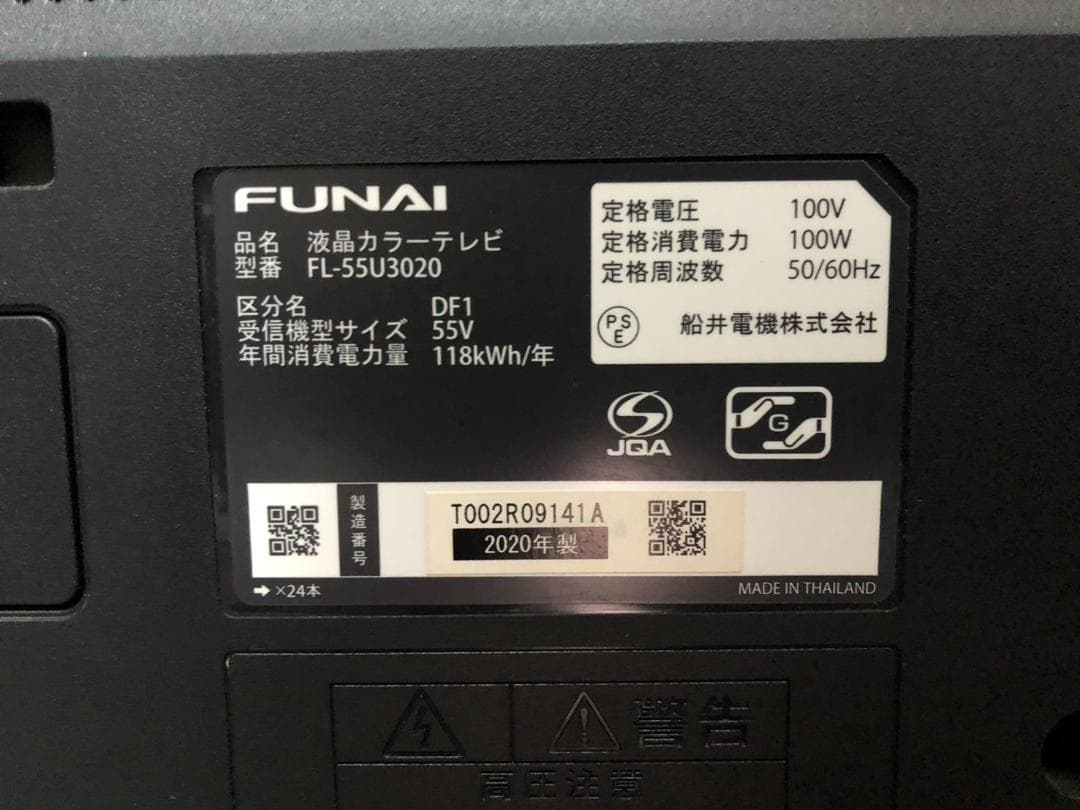 FUNAI
品名 液晶カラーテレビ
型番 FL-55U3020
区分名 DF1
受信機型サイズ 55V
年間消費電力量 118kWh/年
定格電圧 100V
定格消費電力 100W
定格周波数 50/60Hz
PSE 船井電機株式会社
JQA
G
製造番号
T002R09141A
2020年製
➡ ×24本
MADE IN THAILAND
警告
高圧注意